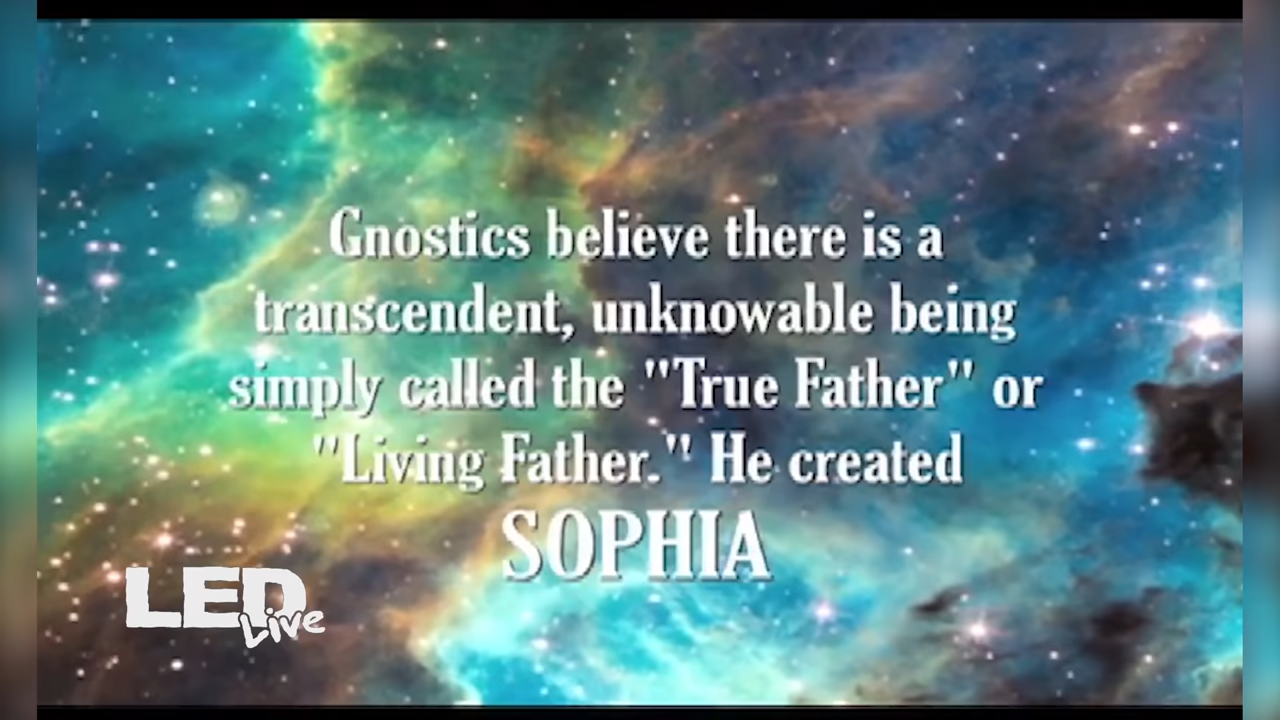 Gnostics believe there is a
transcendent, unknowable being
simply called the "True Father" or
"Living Father." He created
SOPHIA
LED
Live